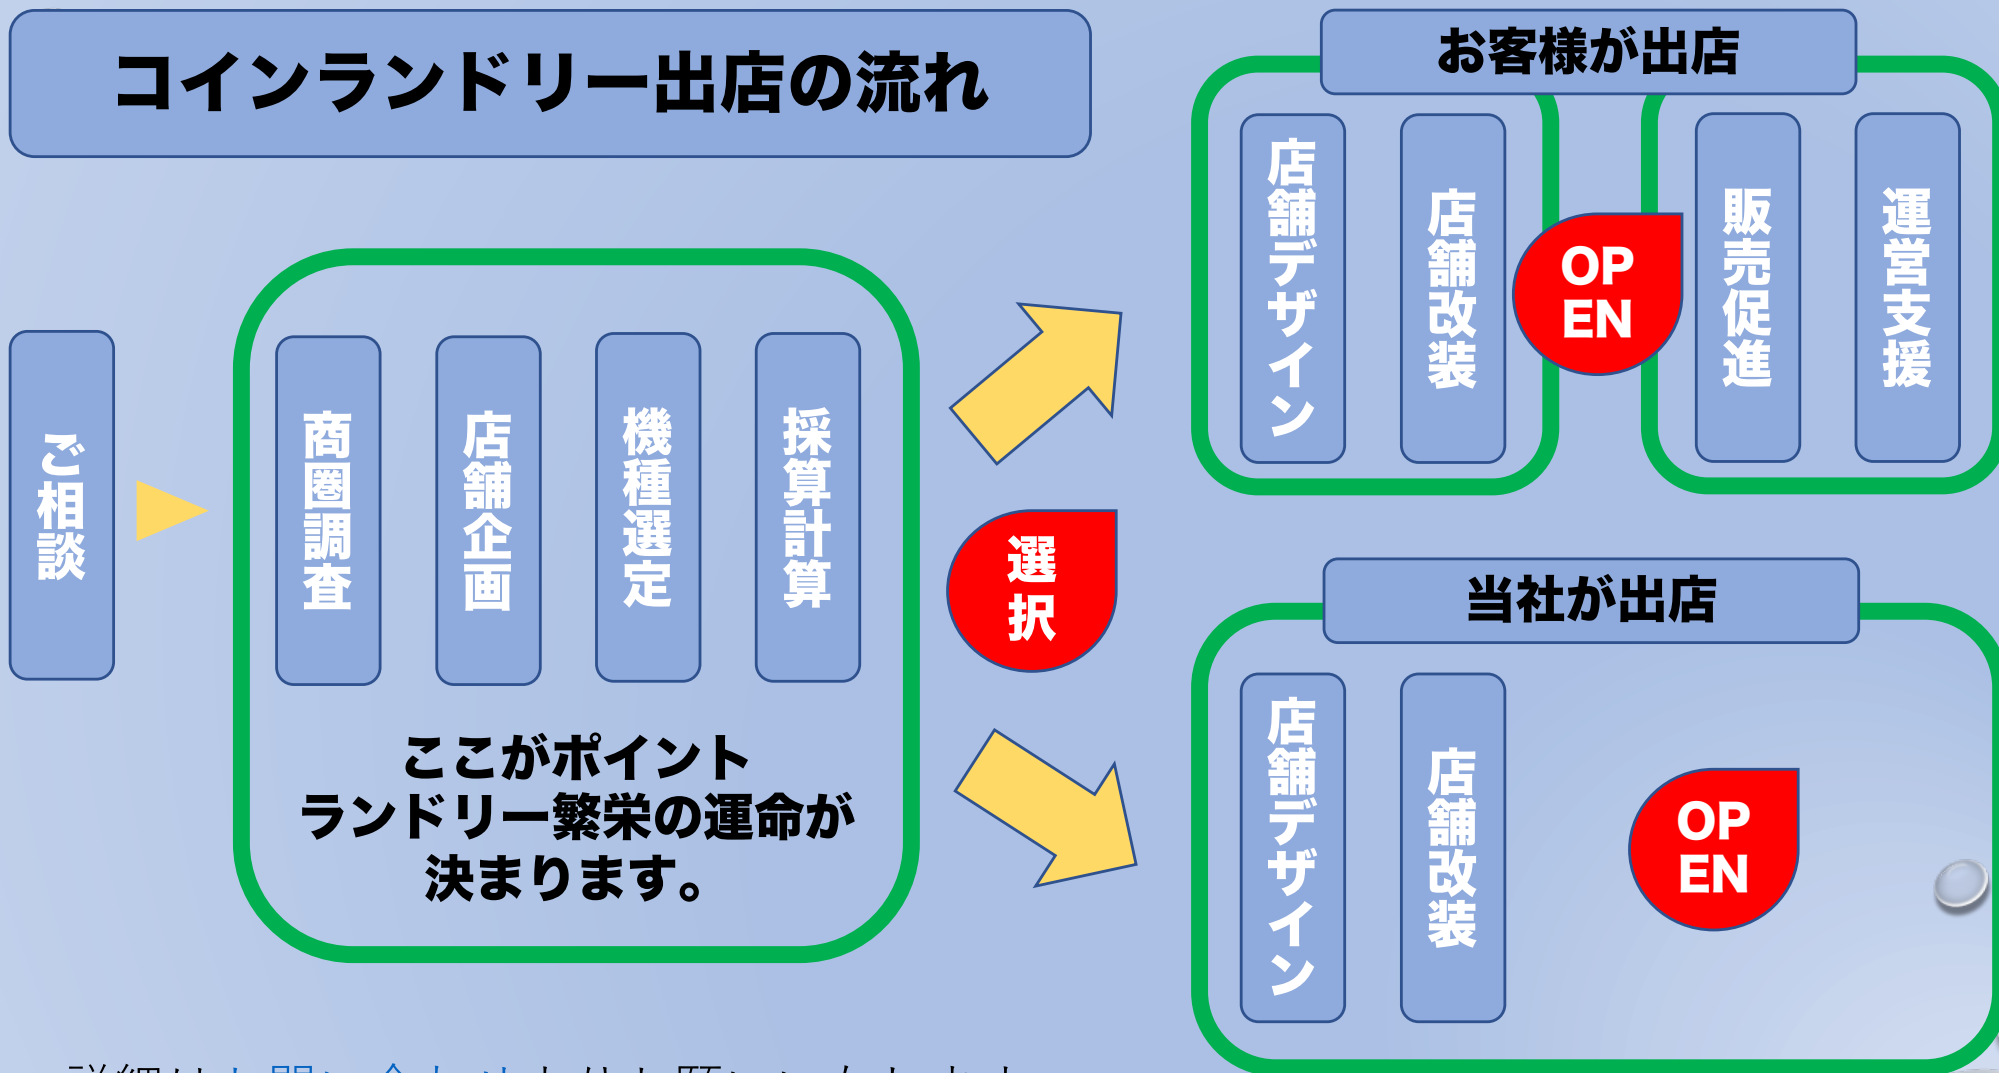 コインランドリー出店の流れ
ご相談
商圏調査
店舗企画
機種選定
採算計算
ここがポイント
ランドリー繁栄の運命が
決まります。
選
択
お客様が出店
店舗デザイン
店舗改装
OP
EN
販売促進
運営支援
当社が出店
店舗デザイン
店舗改装
OP
EN